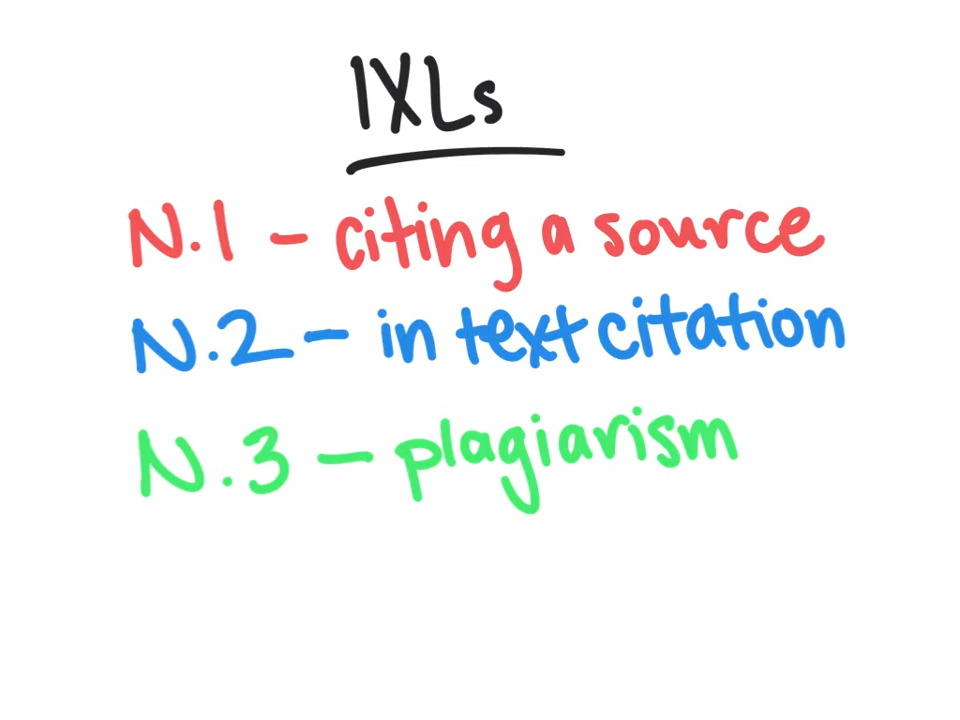 IXLs
N.1 - citing a source
N.2 - in text citation
N.3 - plagiarism